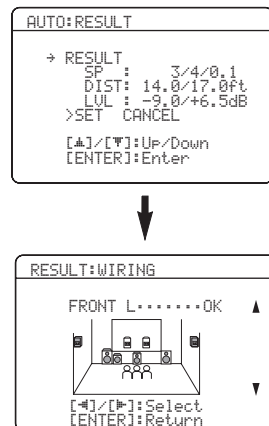 AUTO:RESULT
→ RESULT
SP : 3/4/0.1
DIST: 14.0/17.0ft
LVL : -9.0/+6.5dB
>SET CANCEL
[▲]/[▼]:Up/Down
[ENTER]:Enter
RESULT:WIRING
FRONT L·······OK
[◀]/[▶]:Select
[ENTER]:Return